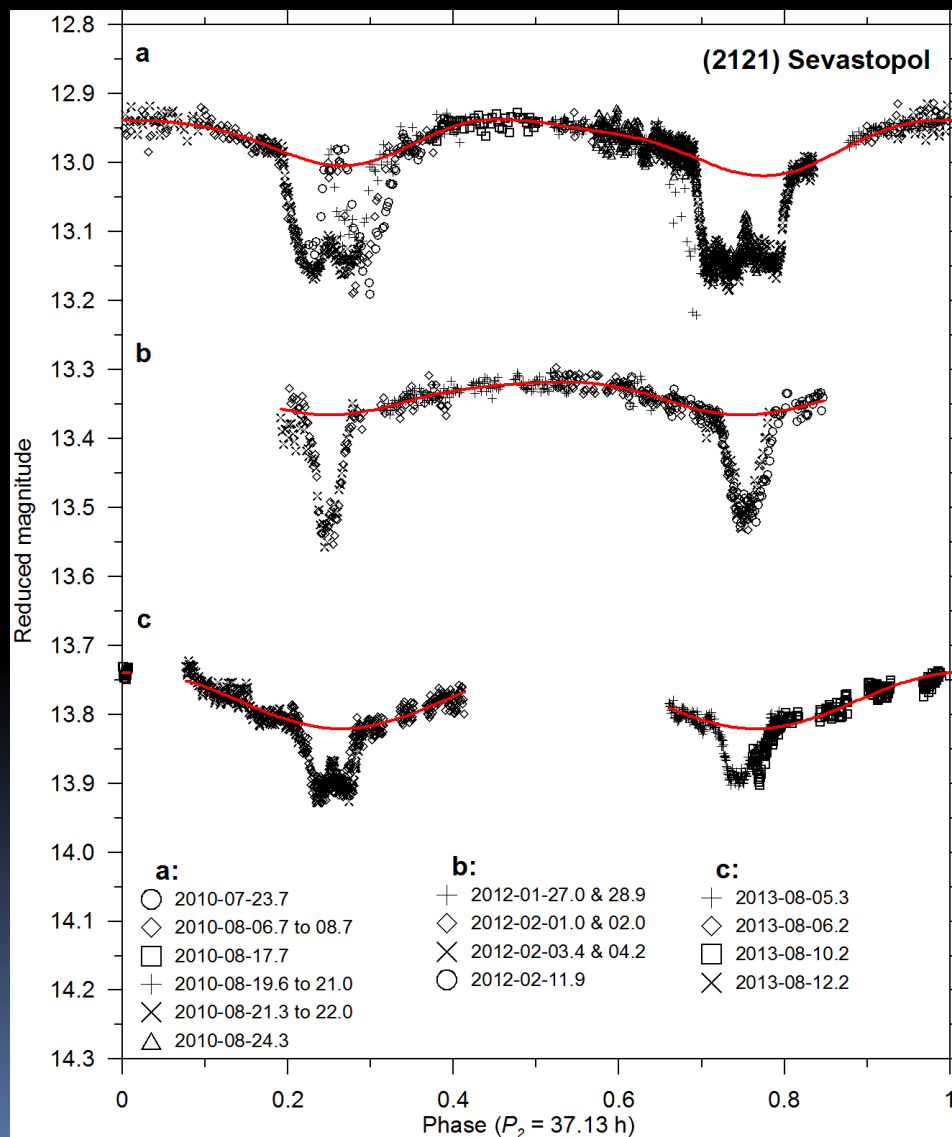 (2121) Sevastopol
a
b
c
Reduced magnitude
12.8
12.9
13.0
13.1
13.2
13.3
13.4
13.5
13.6
13.7
13.8
13.9
14.0
14.1
14.2
14.3
a:
2010-07-23.7
2010-08-06.7 to 08.7
2010-08-17.7
2010-08-19.6 to 21.0
2010-08-21.3 to 22.0
2010-08-24.3
b:
2012-01-27.0 & 28.9
2012-02-01.0 & 02.0
2012-02-03.4 & 04.2
2012-02-11.9
c:
2013-08-05.3
2013-08-06.2
2013-08-10.2
2013-08-12.2
0 0.2 0.4 0.6 0.8 1
Phase (P2 = 37.13 h)